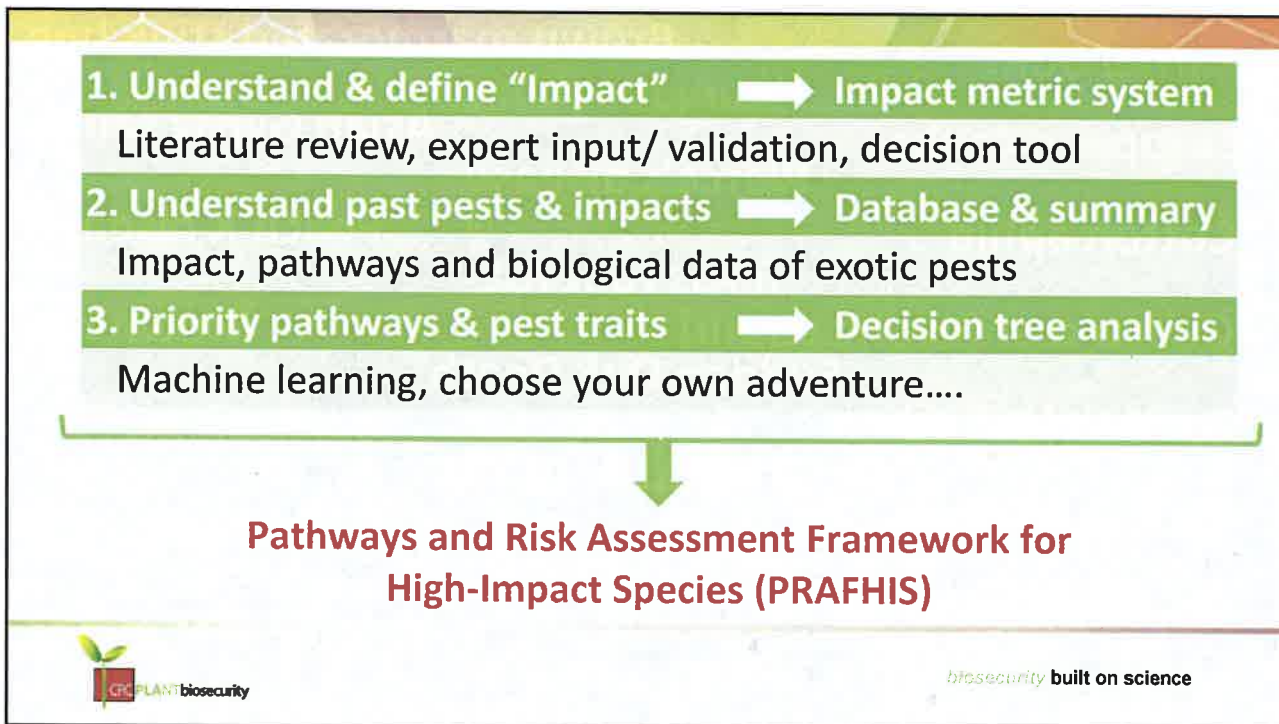 1. Understand & define “Impact” Impact metric system
Literature review, expert input/ validation, decision tool
2. Understand past pests & impacts Database & summary
Impact, pathways and biological data of exotic pests
3. Priority pathways & pest traits Decision tree analysis
Machine learning, choose your own adventure....
Pathways and Risk Assessment Framework for
High-Impact Species (PRAFHIS)
CRCPLANTbiosecurity
biosecurity built on science